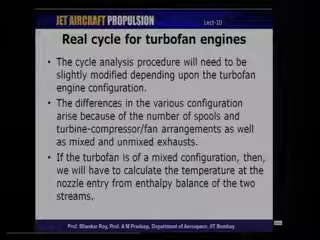 JET AIRCRAFT PROPULSION
Lect-10
Real cycle for turbofan engines
• The cycle analysis procedure will need to be
slightly modified depending upon the turbofan
engine configuration.
• The differences in the various configuration
arise because of the number of spools and
turbine-compressor/fan arrangements as well
as mixed and unmixed exhausts.
• If the turbofan is of a mixed configuration, then,
we will have to calculate the temperature at the
nozzle entry from enthalpy balance of the two
streams.
Prof. Bhaskar Roy, Prof. A M Pradeep, Department of Aerospace, IIT Bombay